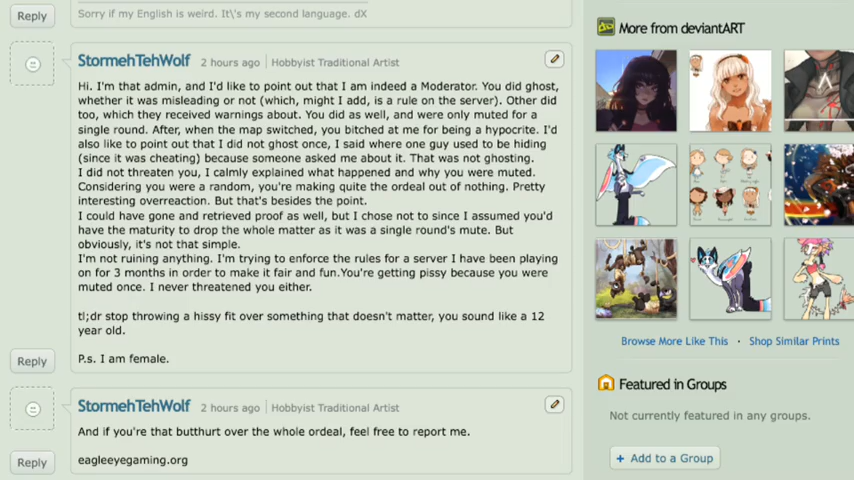 Sorry if my English is weird. It\'s my second language. dX
Reply
StormehTehWolf 2 hours ago Hobbyist Traditional Artist
Hi. I'm that admin, and I'd like to point out that I am indeed a Moderator. You did ghost,
whether it was misleading or not (which, might I add, is a rule on the server). Other did
too, which they received warnings about. You did as well, and were only muted for a
single round. After, when the map switched, you bitched at me for being a hypocrite. I'd
also like to point out that I did not ghost once, I said where one guy used to be hiding
(since it was cheating) because someone asked me about it. That was not ghosting.
I did not threaten you, I calmly explained what happened and why you were muted.
Considering you were a random, you're making quite the ordeal out of nothing. Pretty
interesting overreaction. But that's besides the point.
I could have gone and retrieved proof as well, but I chose not to since I assumed you'd
have the maturity to drop the whole matter as it was a single round's mute. But
obviously, it's not that simple.
I'm not ruining anything. I'm trying to enforce the rules for a server I have been playing
on for 3 months in order to make it fair and fun.You're getting pissy because you were
muted once. I never threatened you either.
tl;dr stop throwing a hissy fit over something that doesn't matter, you sound like a 12
year old.
P.s. I am female.
Reply
StormehTehWolf 2 hours ago Hobbyist Traditional Artist
And if you're that butthurt over the whole ordeal, feel free to report me.
eagleeyegaming.org
Reply
More from deviantART
Browse More Like This · Shop Similar Prints
Featured in Groups
Not currently featured in any groups.
+ Add to a Group